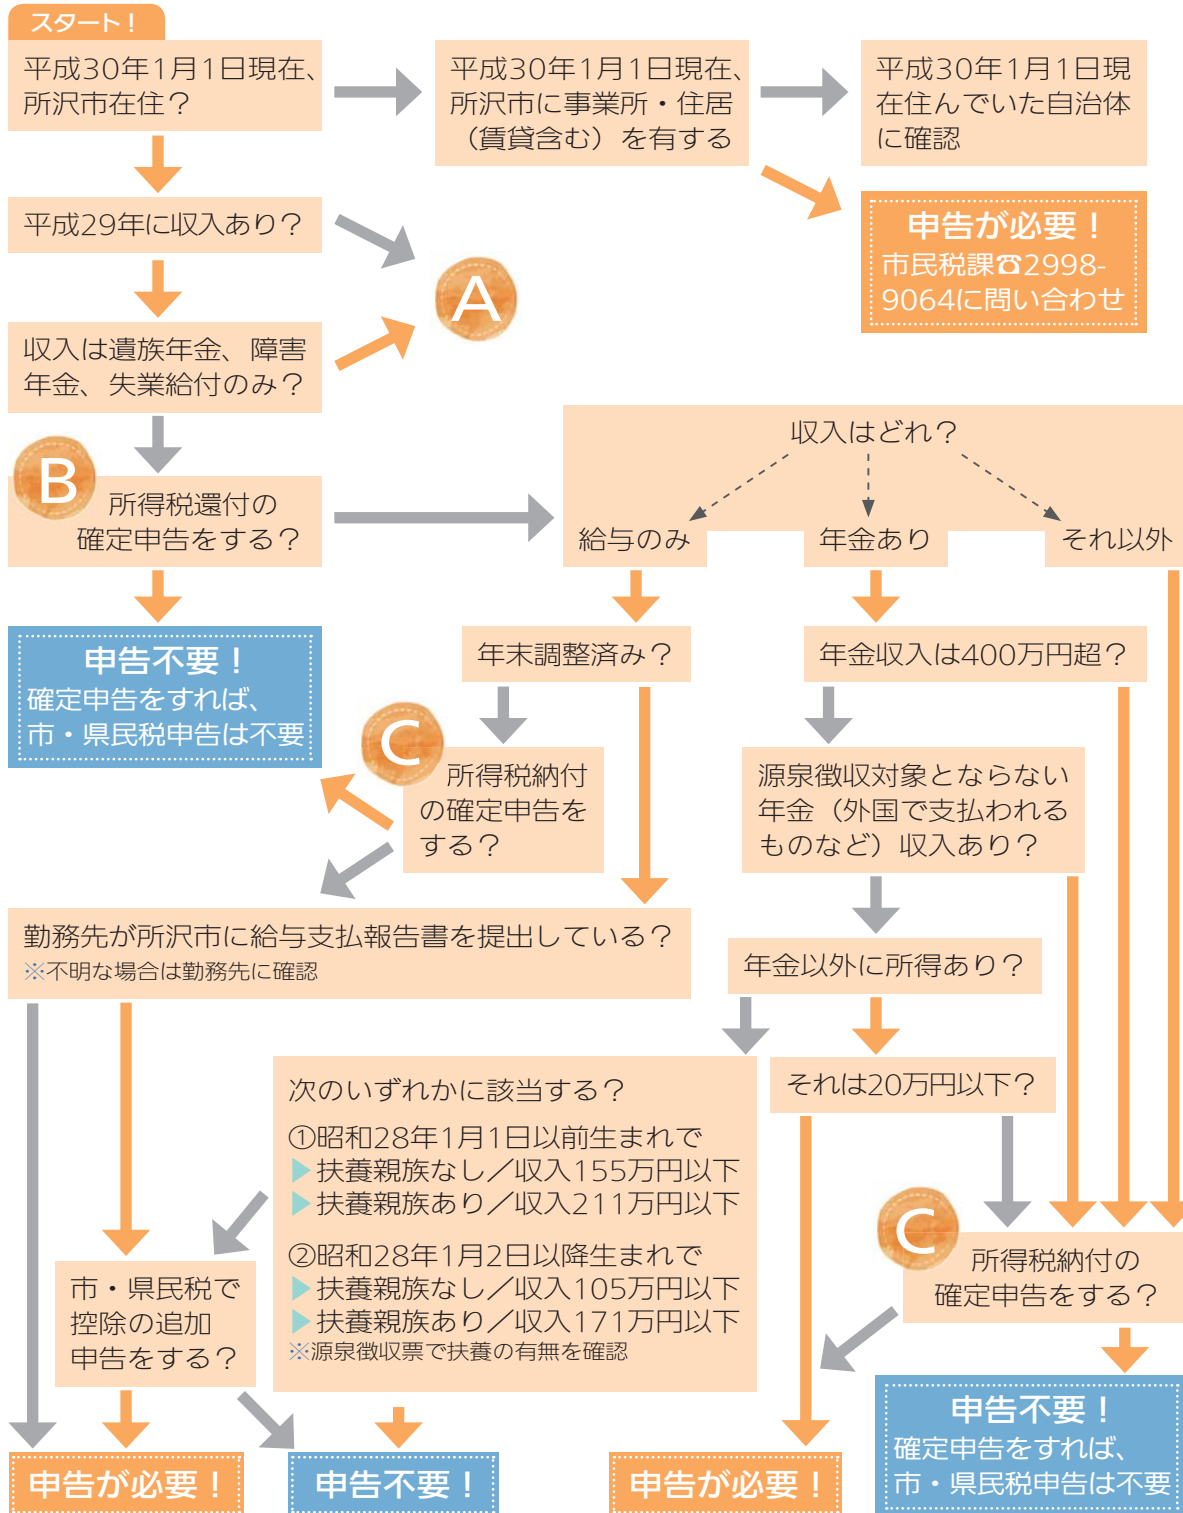 スタート！
平成30年1月1日現在、
所沢市在住？
平成30年1月1日現在、
所沢市に事業所・住居
（賃貸含む）を有する
平成30年1月1日現
在住んでいた自治体
に確認
申告が必要！
市民税課☎2998-
9064に問い合わせ
平成29年に収入あり？
A
収入は遺族年金、障害
年金、失業給付のみ？
B
所得税還付の
確定申告をする？
収入はどれ？
給与のみ
年金あり
それ以外
申告不要！
確定申告をすれば、
市・県民税申告は不要
年末調整済み？
年金収入は400万円超？
C
所得税納付
の確定申告を
する？
源泉徴収対象とならない
年金（外国で支払われる
ものなど）収入あり？
勤務先が所沢市に給与支払報告書を提出している？
※不明な場合は勤務先に確認
年金以外に所得あり？
それは20万円以下？
次のいずれかに該当する？
①昭和28年1月1日以前生まれで
▶扶養親族なし／収入155万円以下
▶扶養親族あり／収入211万円以下
②昭和28年1月2日以降生まれで
▶扶養親族なし／収入105万円以下
▶扶養親族あり／収入171万円以下
※源泉徴収票で扶養の有無を確認
市・県民税で
控除の追加
申告をする？
C
所得税納付の
確定申告をする？
申告が必要！
申告不要！
申告が必要！
申告不要！
確定申告をすれば、
市・県民税申告は不要